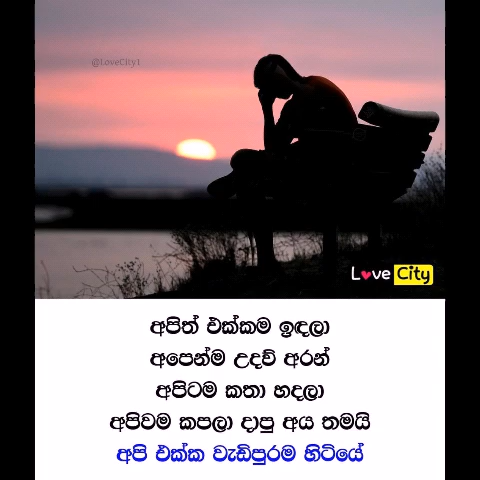 @LoveCity1
Love City
අපිත් එක්කම ඉඳලා
අපෙන්ම උදව් අරන්
අපිටම කතා හදලා
අපිවම කපලා දාපු අය තමයි
අපි එක්ක වැඩිපුරම හිටියේ